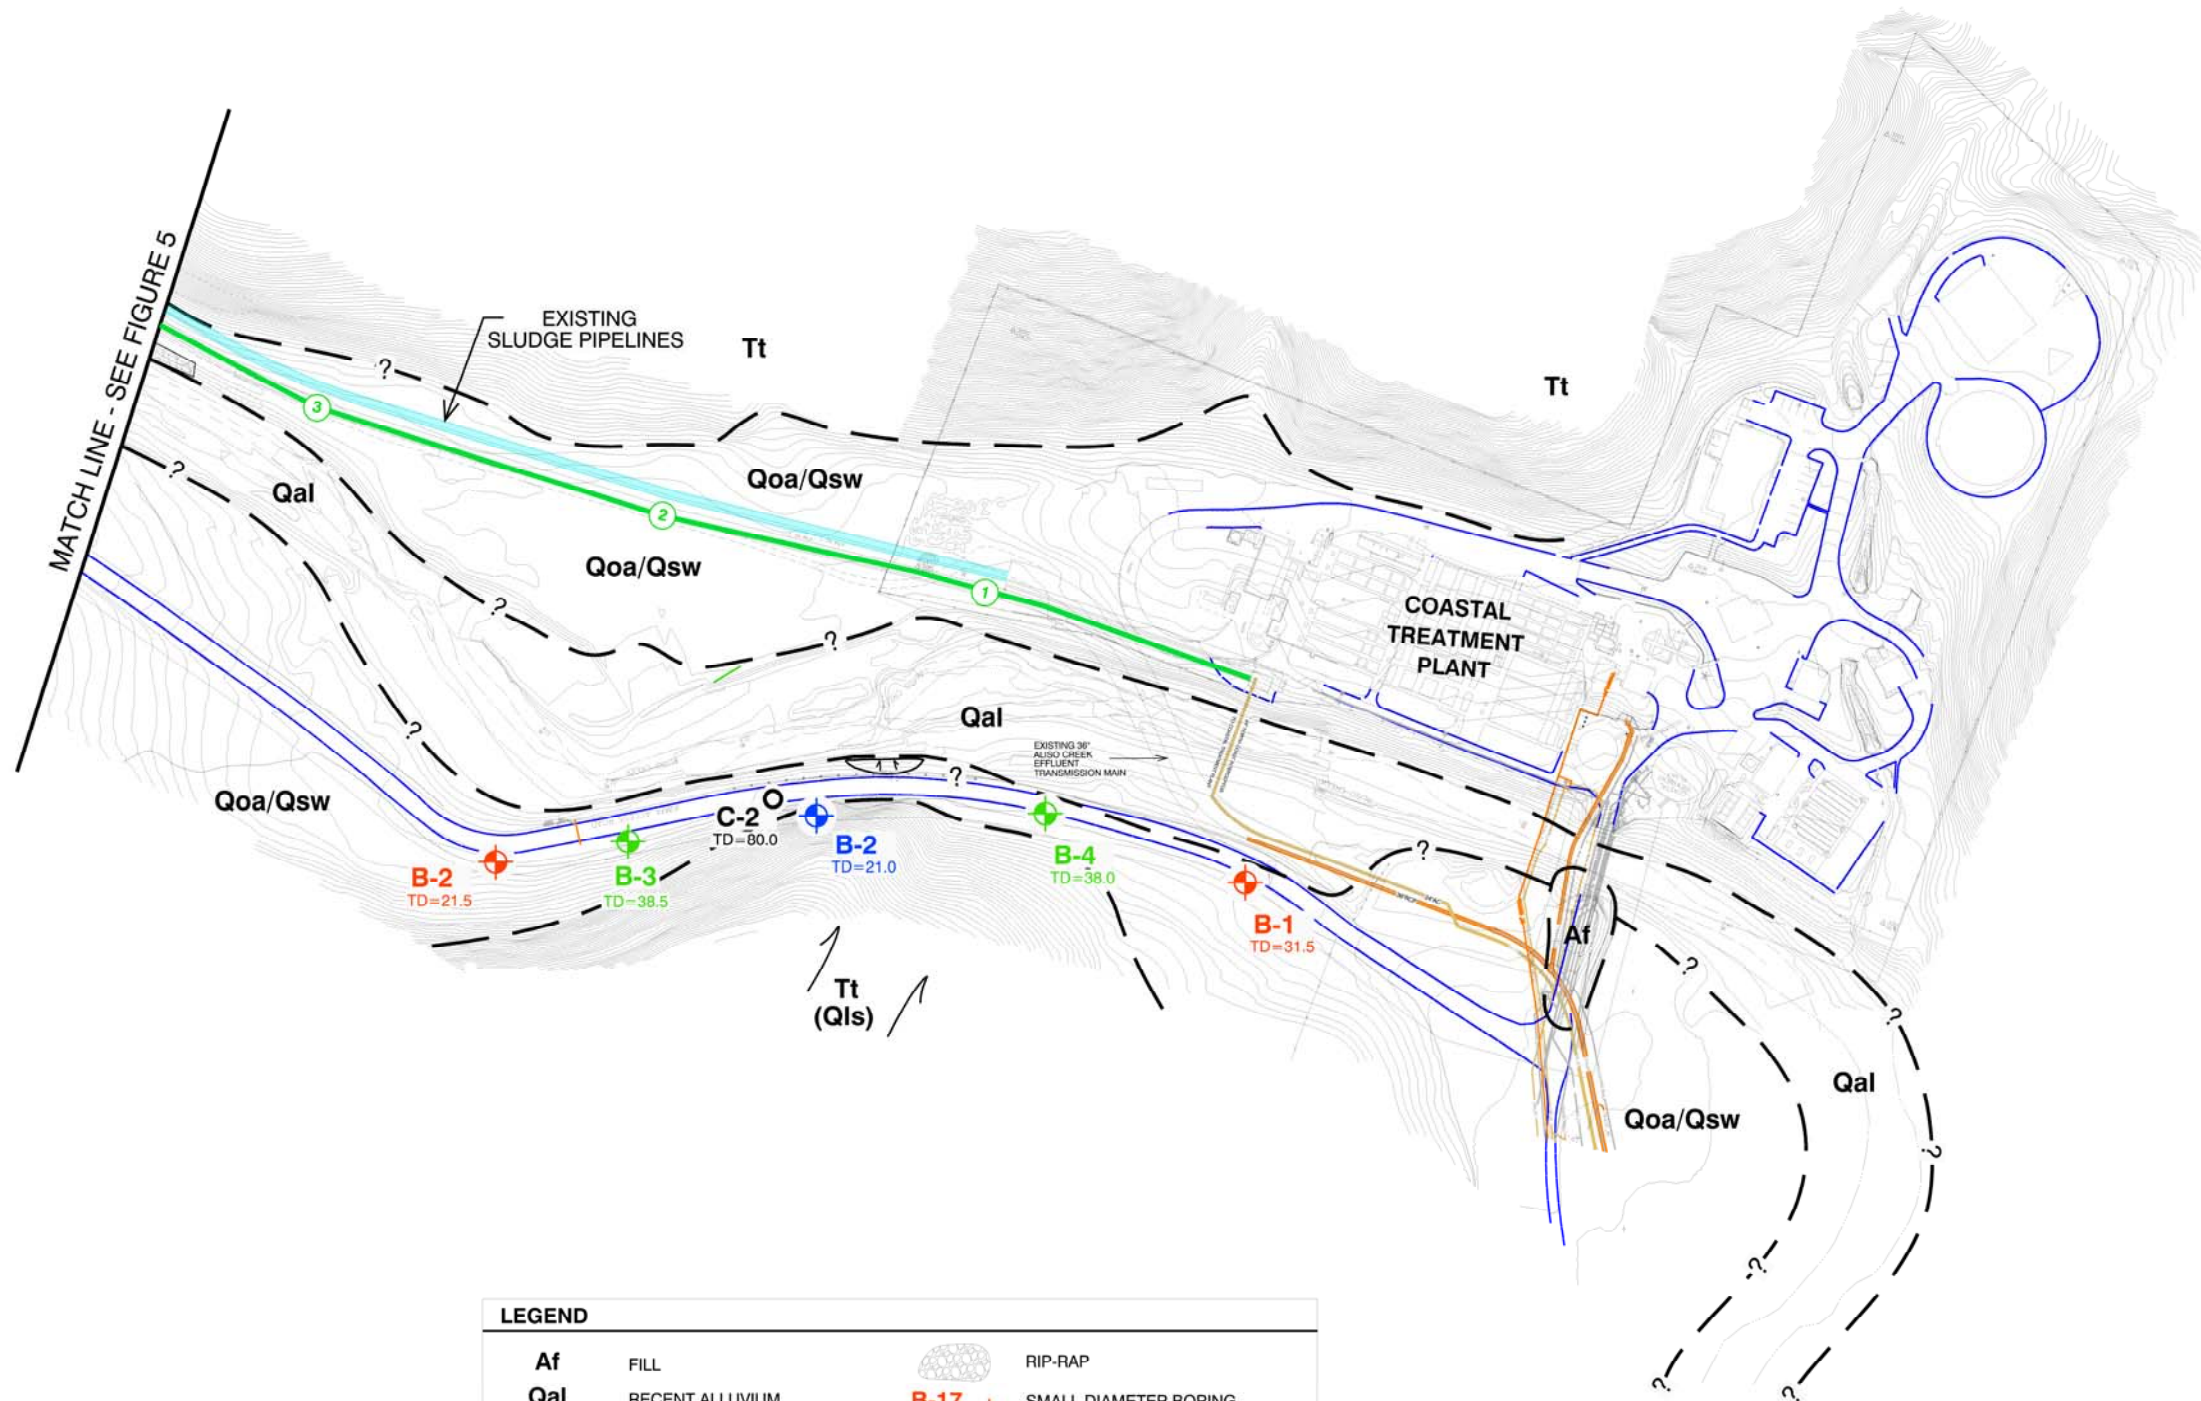 MATCH LINE - SEE FIGURE 5
EXISTING
SLUDGE PIPELINES
Tt
Tt
?
3
Qoa/Qsw
?
Qal
2
Qoa/Qsw
1
?
?
COASTAL
TREATMENT
PLANT
?
Qal
EXISTING 36"
ALISO CREEK
EFFLUENT
TRANSMISSION MAIN
?
Qoa/Qsw
C-2
TD=80.0
B-2
TD=21.0
B-2
TD=21.5
B-3
TD=38.5
B-4
TD=38.0
?
B-1
TD=31.5
Af
?
Tt
(Qls)
?
Qal
Qoa/Qsw
?
?
?
?
LEGEND
Af FILL
RIP-RAP
Qal RECENT ALLUVIUM
B-17 SMALL DIAMETER BORING